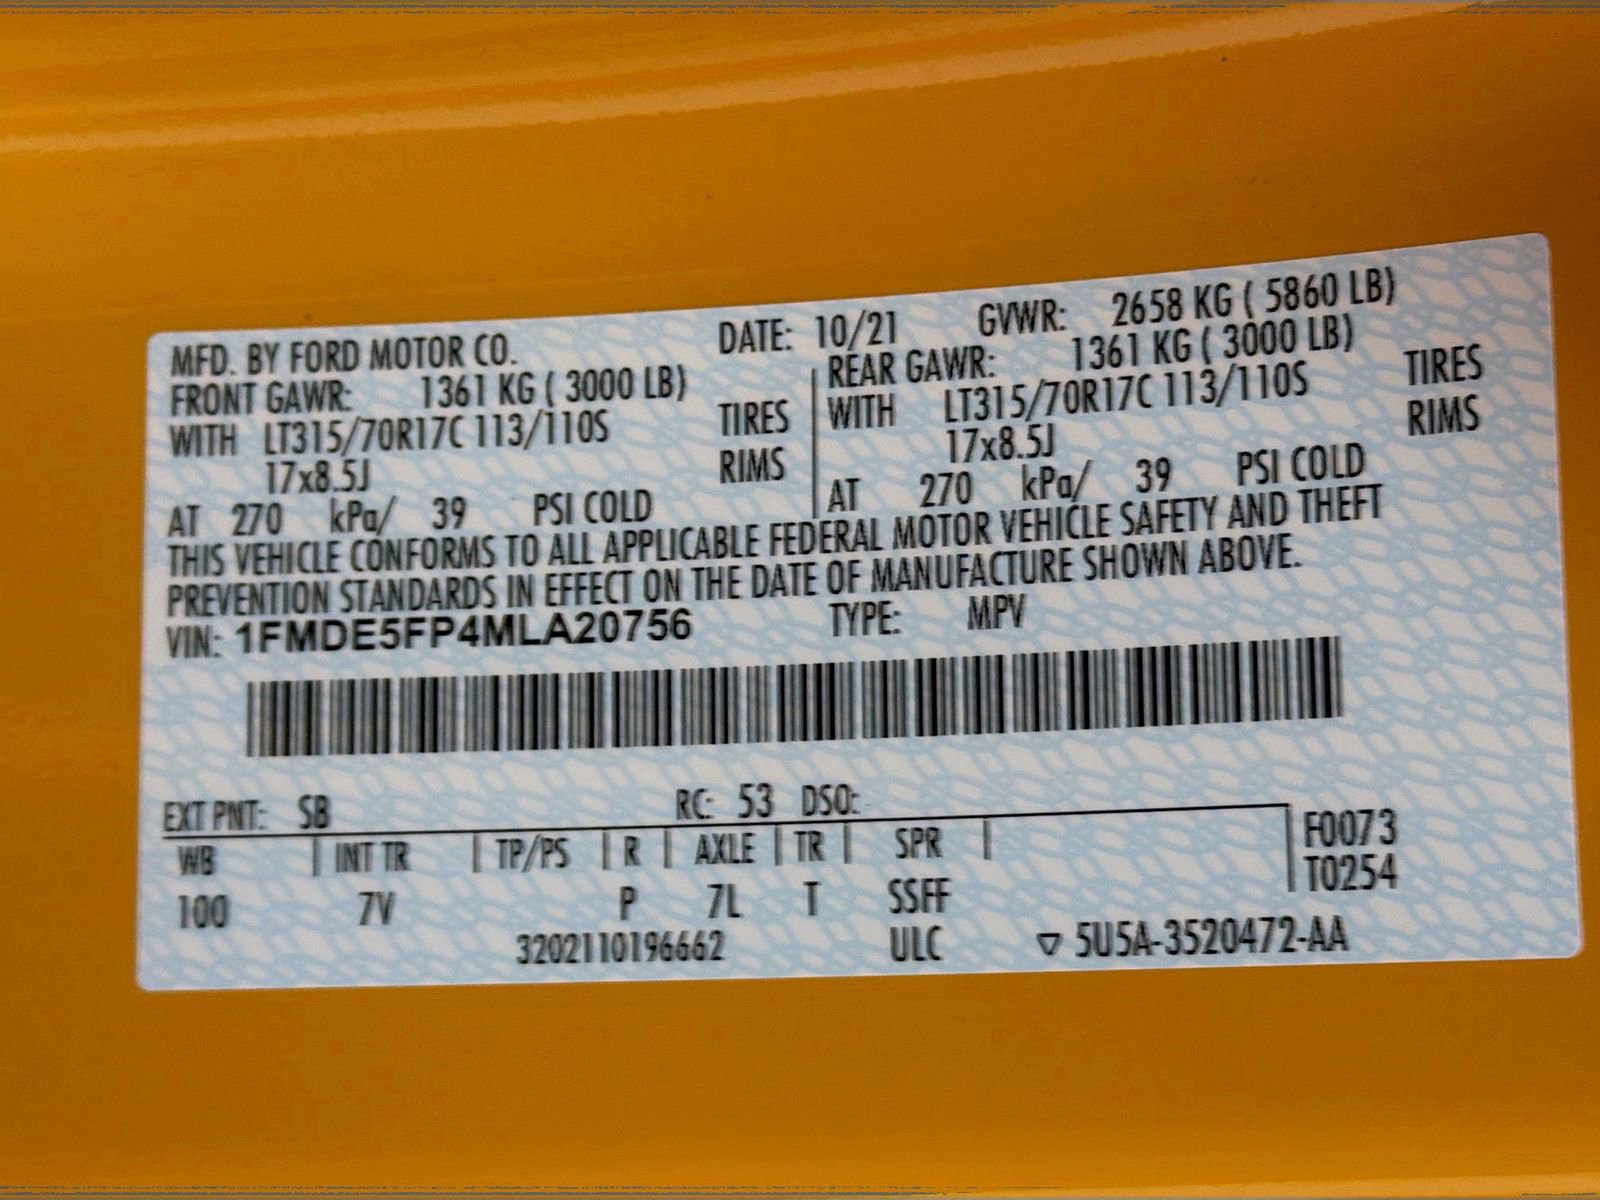 MFD. BY FORD MOTOR CO. DATE: 10/21 GVWR: 2658 KG ( 5860 LB)
FRONT GAWR: 1361 KG ( 3000 LB) REAR GAWR: 1361 KG ( 3000 LB)
WITH LT315/70R17C 113/110S TIRES WITH LT315/70R17C 113/110S TIRES
17x8.5J RIMS 17x8.5J RIMS
AT 270 kPa/ 39 PSI COLD AT 270 kPa/ 39 PSI COLD
THIS VEHICLE CONFORMS TO ALL APPLICABLE FEDERAL MOTOR VEHICLE SAFETY AND THEFT
PREVENTION STANDARDS IN EFFECT ON THE DATE OF MANUFACTURE SHOWN ABOVE.
VIN: 1FMDE5FP4MLA20756 TYPE: MPV
EXT PNT: SB RC: 53 DSO:
WB INT TR TP/PS R AXLE TR SPR F0073
T0254
100 7V P 7L T SSFF
3202110196662 ULC ▽ 5U5A-3520472-AA